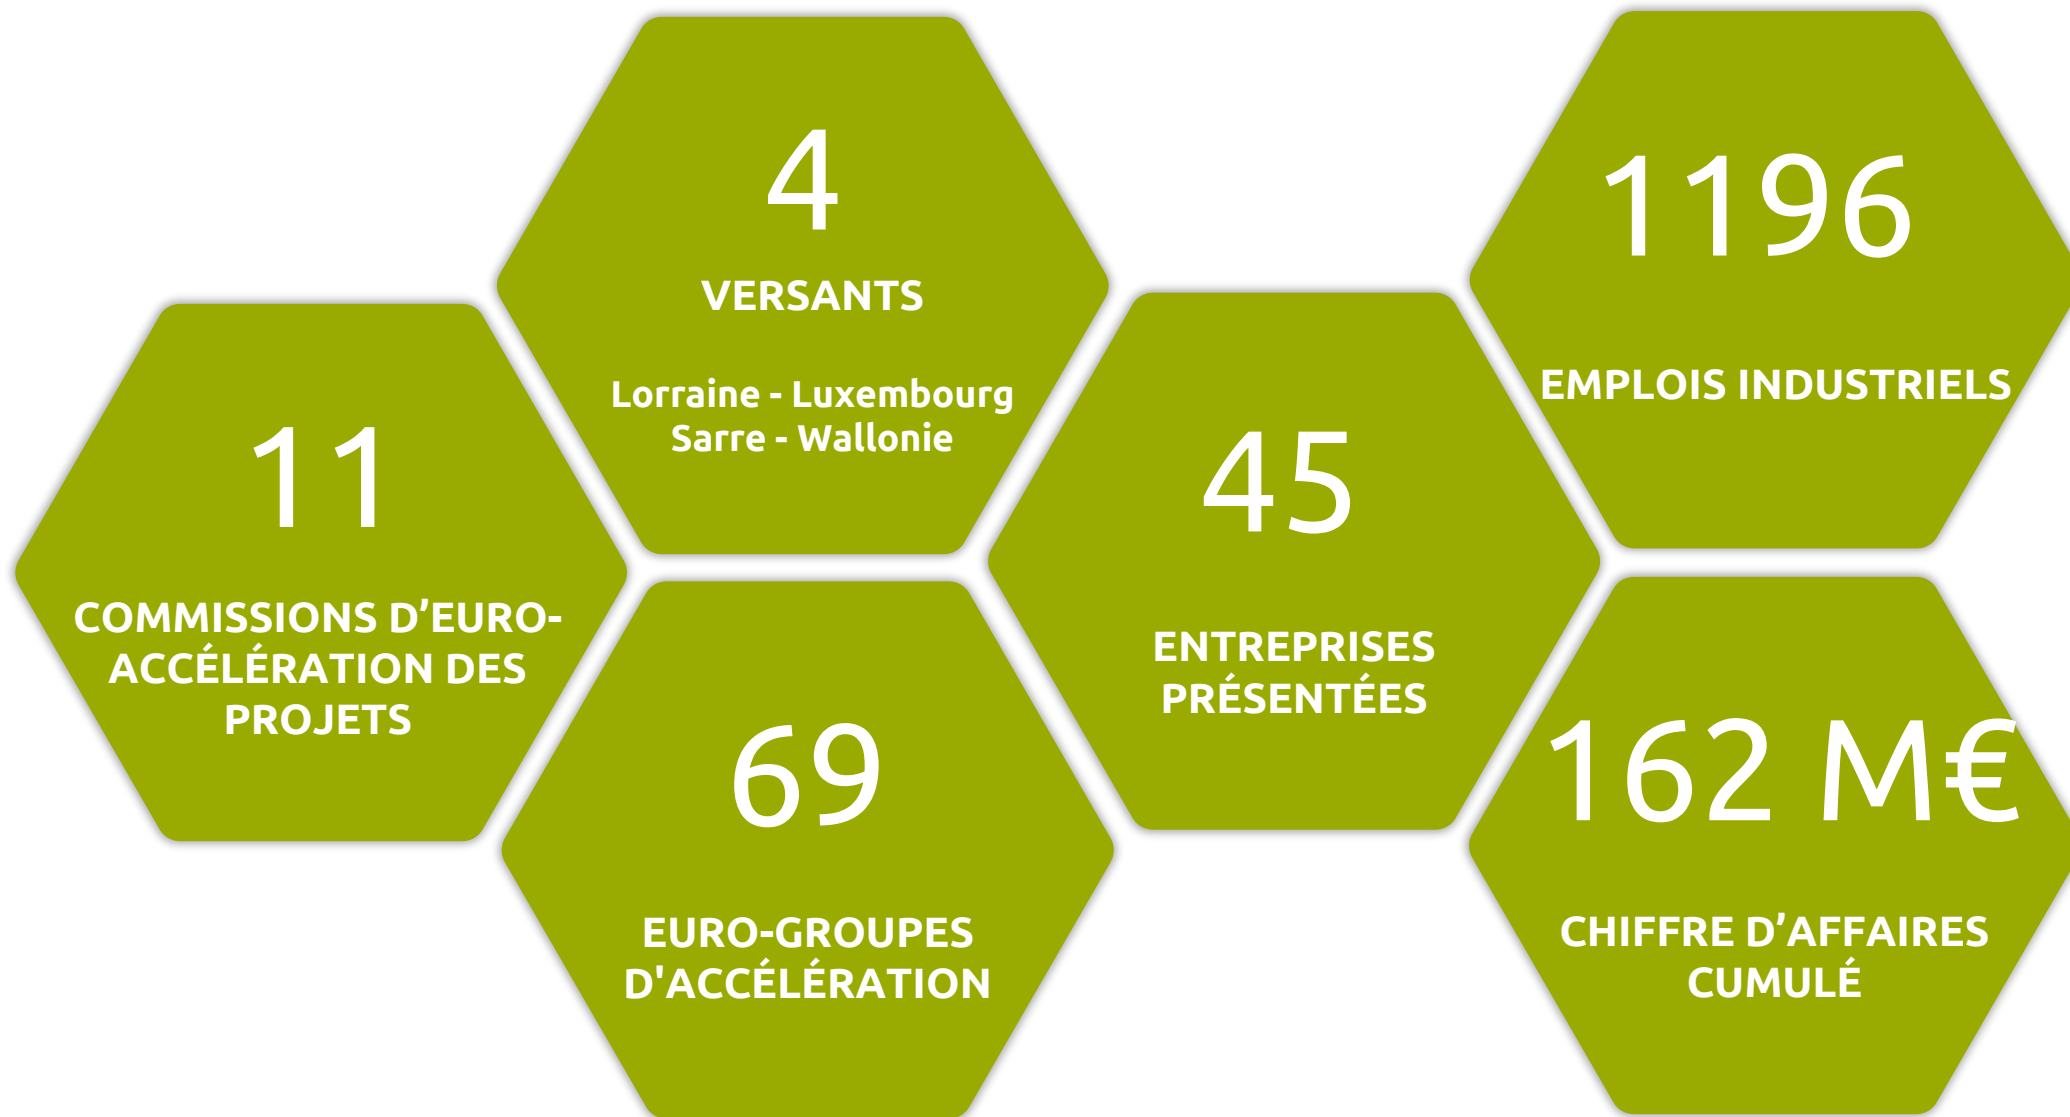 11
COMMISSIONS D’EURO-
ACCÉLÉRATION DES
PROJETS
4
VERSANTS
Lorraine - Luxembourg
Sarre - Wallonie
69
EURO-GROUPES
D'ACCÉLÉRATION
45
ENTREPRISES
PRÉSENTÉES
1196
EMPLOIS INDUSTRIELS
162 M€
CHIFFRE D’AFFAIRES
CUMULÉ